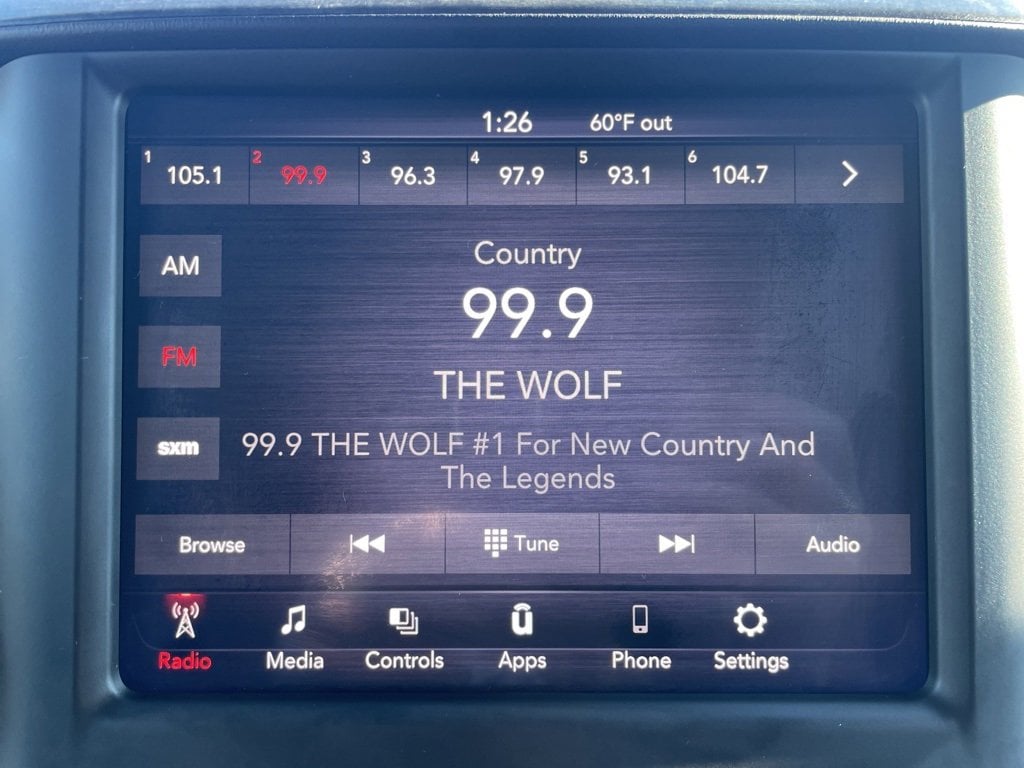 1:26 60°F out
1 105.1 2 99.9 3 96.3 4 97.9 5 93.1 6 104.7
Country
AM
99.9
FM
THE WOLF
sxm
99.9 THE WOLF #1 For New Country And
The Legends
Browse Tune Audio
Radio Media Controls Apps Phone Settings